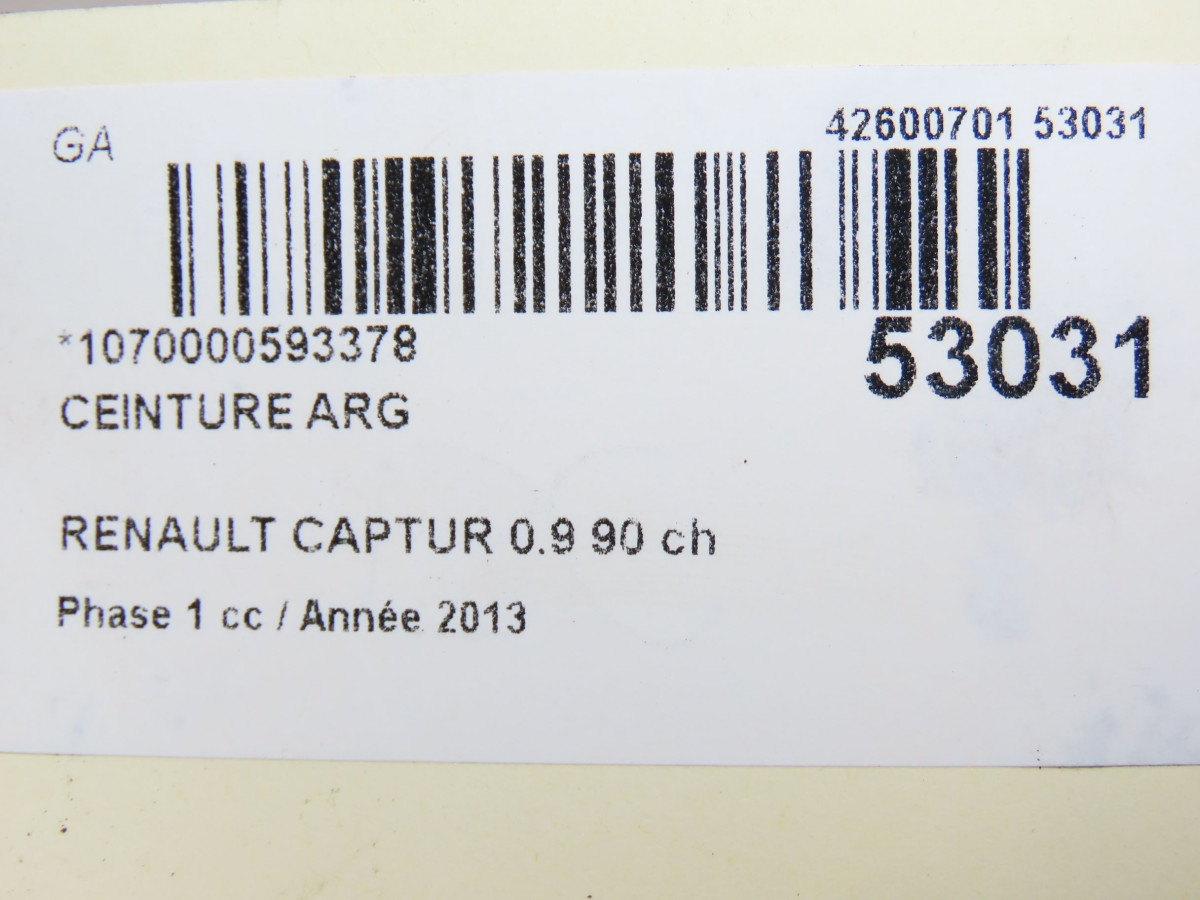 GA
42600701 53031
*1070000593378
53031
CEINTURE ARG
RENAULT CAPTUR 0.9 90 ch
Phase 1 cc / Année 2013